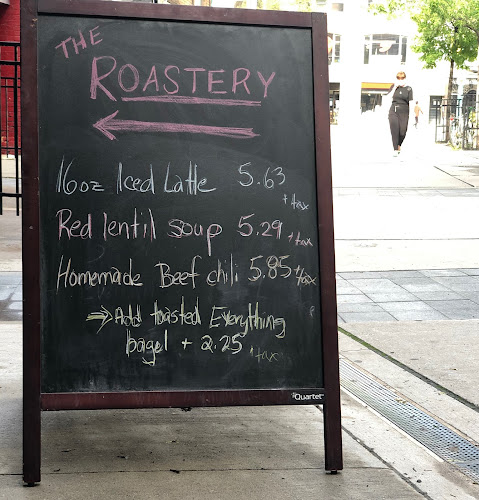 THE
ROASTERY
16oz Iced Latte 5.63 + tax
Red lentil soup 5.29 + tax
Homemade Beef chili 5.85 + tax
Add toasted Everything
bagel + 2.25 + tax
Quartet